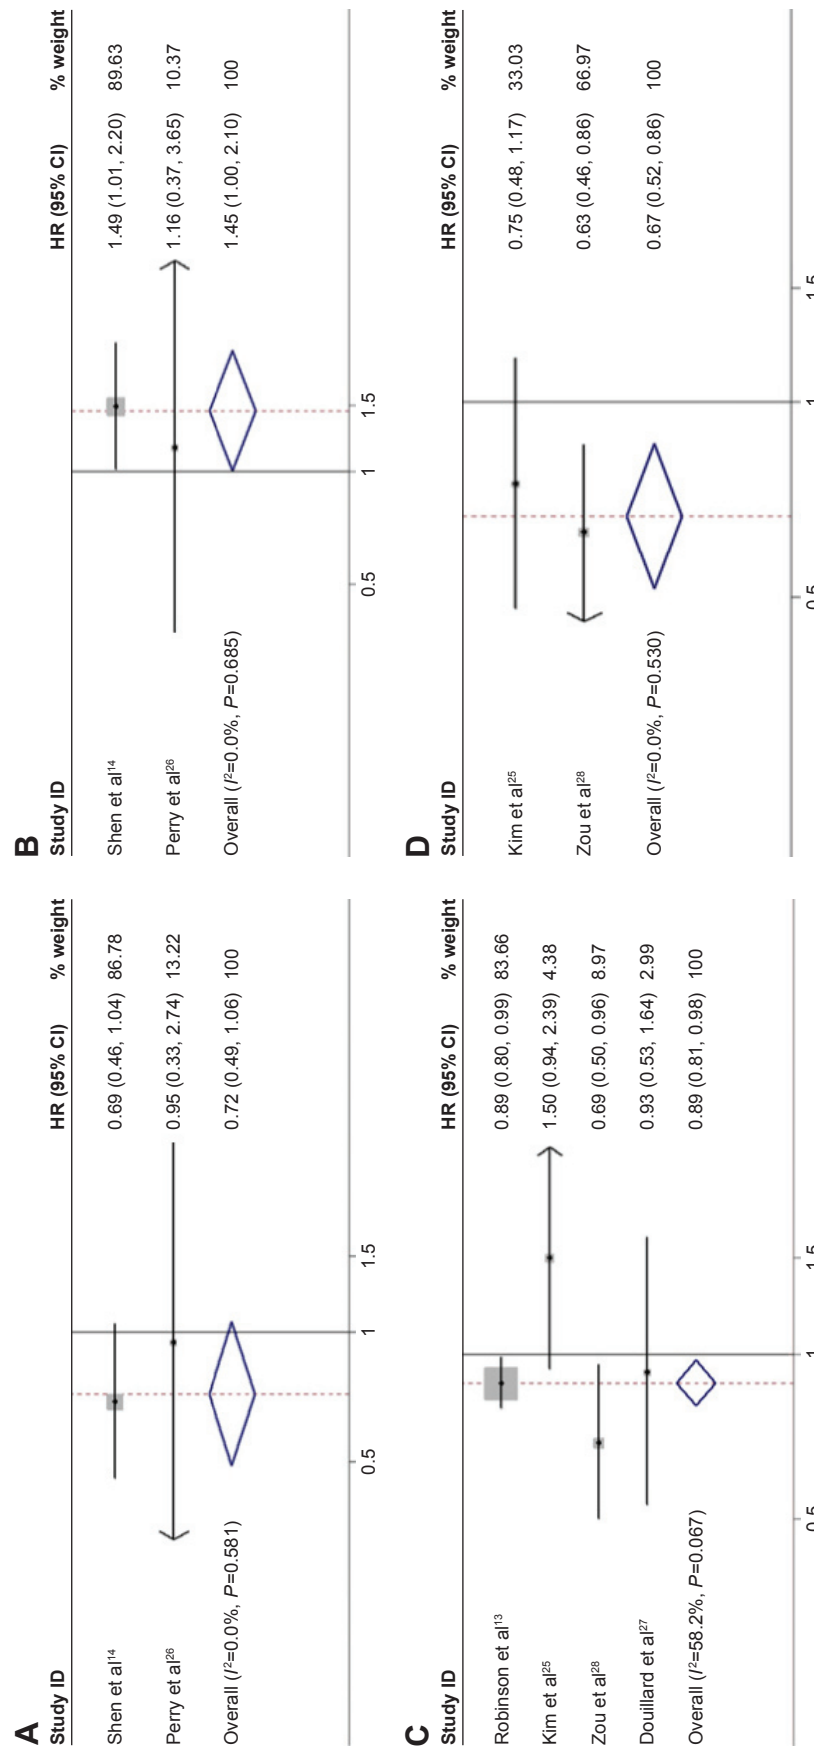 A
Study ID HR (95% CI) % weight
Shen et al14 0.69 (0.46, 1.04) 86.78
Perry et al26 0.95 (0.33, 2.74) 13.22
Overall (I2=0.0%, P=0.581) 0.72 (0.49, 1.06) 100
0.5 1 1.5
B
Study ID HR (95% CI) % weight
Shen et al14 1.49 (1.01, 2.20) 89.63
Perry et al26 1.16 (0.37, 3.65) 10.37
Overall (I2=0.0%, P=0.685) 1.45 (1.00, 2.10) 100
0.5 1 1.5
C
Study ID HR (95% CI) % weight
Robinson et al13 0.89 (0.80, 0.99) 83.66
Kim et al25 1.50 (0.94, 2.39) 4.38
Zou et al28 0.69 (0.50, 0.96) 8.97
Douillard et al27 0.93 (0.53, 1.64) 2.99
Overall (I2=58.2%, P=0.067) 0.89 (0.81, 0.98) 100
0.5 1 1.5
D
Study ID HR (95% CI) % weight
Kim et al25 0.75 (0.48, 1.17) 33.03
Zou et al28 0.63 (0.46, 0.86) 66.97
Overall (I2=0.0%, P=0.530) 0.67 (0.52, 0.86) 100
0.5 1 1.5